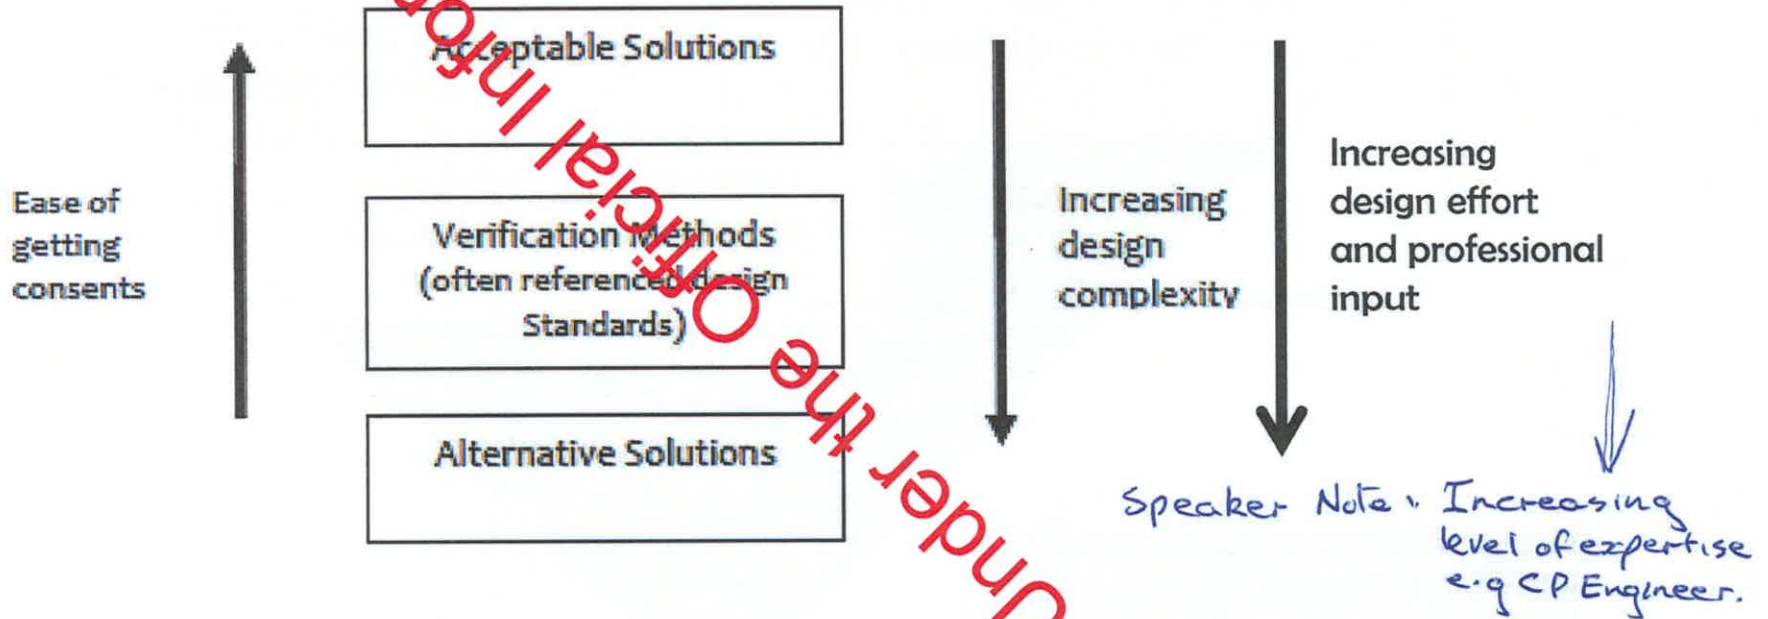 Acceptable Solutions
Ease of
getting
consents
Verification Methods
(often referenced design
Standards)
Alternative Solutions
Increasing
design
complexity
Increasing
design effort
and professional
input
Speaker Note: Increasing
level of expertise
e.g CP Engineer.
Under the Official Infor